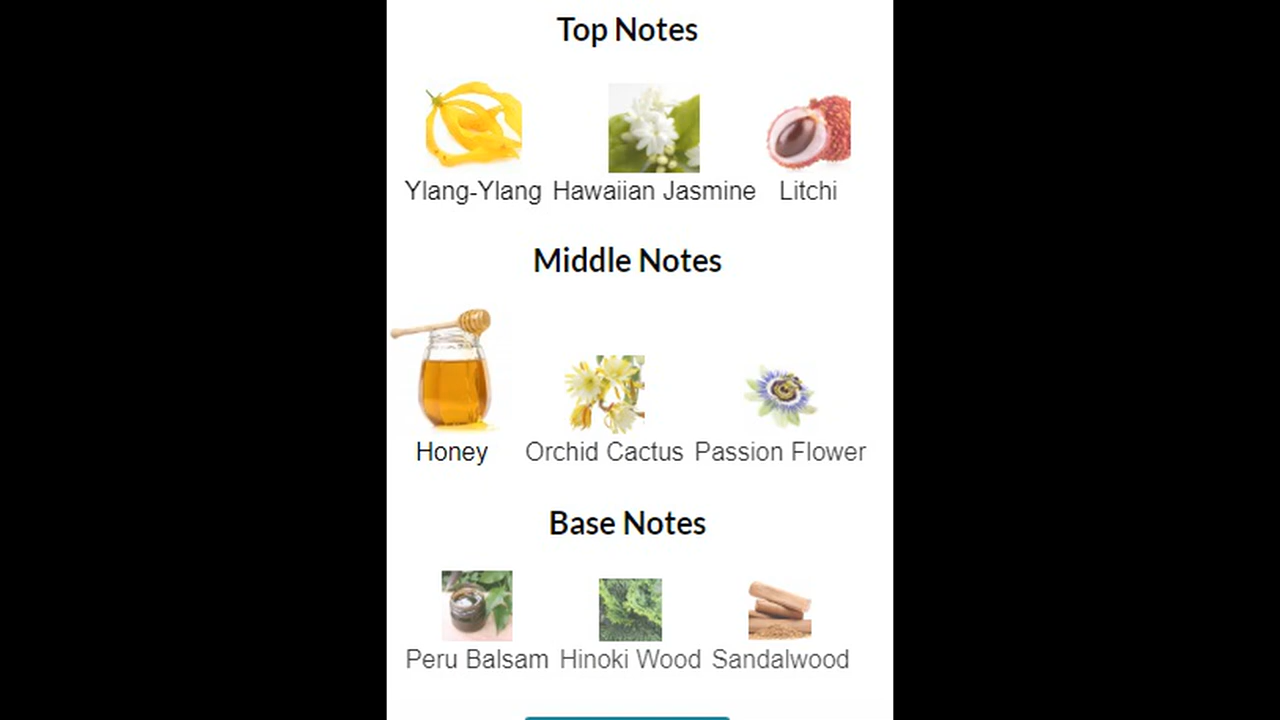 Top Notes
Ylang-Ylang Hawaiian Jasmine Litchi
Middle Notes
Honey Orchid Cactus Passion Flower
Base Notes
Peru Balsam Hinoki Wood Sandalwood